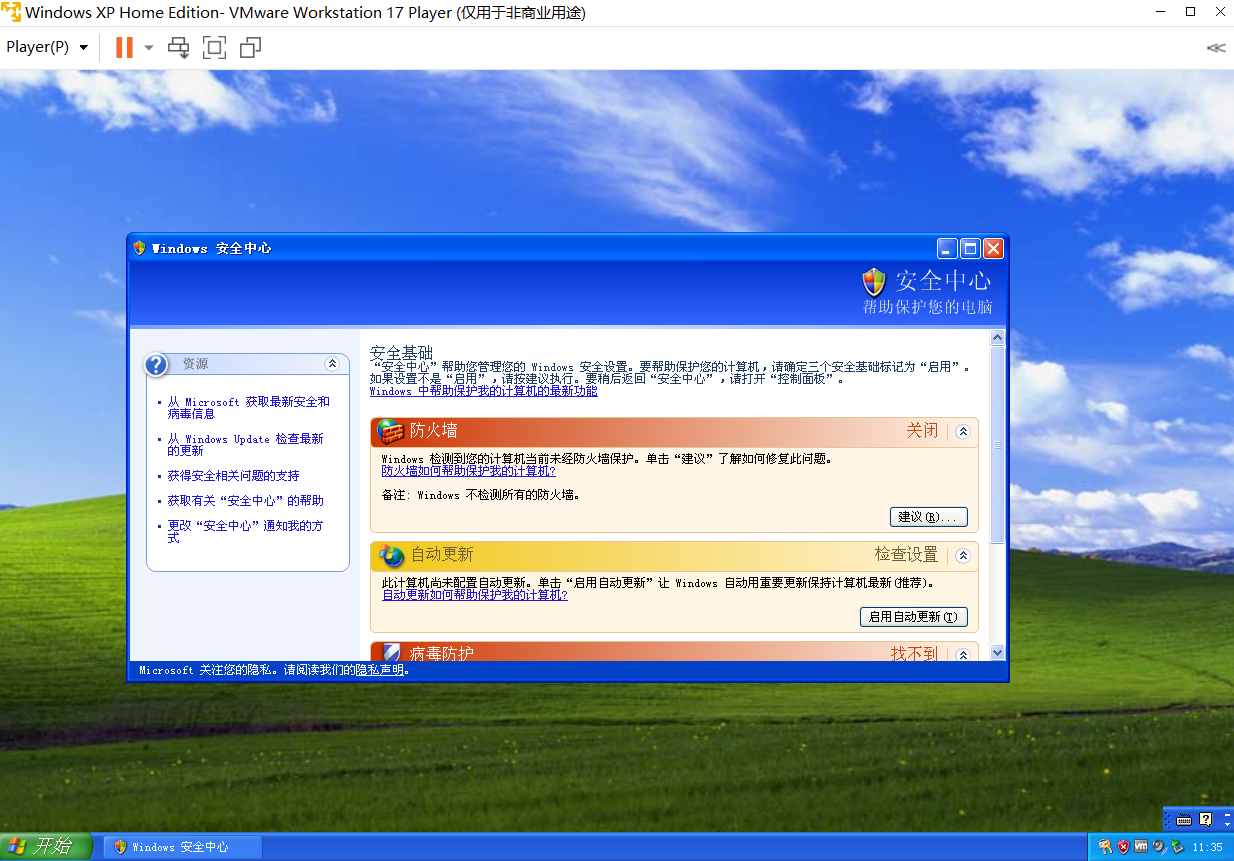 Windows XP Home Edition- VMware Workstation 17 Player (仅用于非商业用途)
Player(P)
Windows 安全中心
安全中心
帮助保护您的电脑
资源
从 Microsoft 获取最新安全和
病毒信息
从 Windows Update 检查最新
的更新
获得安全相关问题的支持
获取有关“安全中心”的帮助
更改“安全中心”通知我的方
式
安全基础
“安全中心”帮助您管理您的 Windows 安全设置。要帮助保护您的计算机，请确定三个安全基础标记为“启用”。
如果设置不是“启用”，请按建议执行。要稍后返回“安全中心”，请打开“控制面板”。
Windows 中帮助保护我的计算机的最新功能
防火墙
关闭
Windows 检测到您的计算机当前未经防火墙保护。单击“建议”了解如何修复此问题。
防火墙如何帮助保护我的计算机?
备注: Windows 不检测所有的防火墙。
建议(R)...
自动更新
检查设置
此计算机尚未配置自动更新。单击“启用自动更新”让 Windows 自动用重要更新保持计算机最新(推荐)。
自动更新如何帮助保护我的计算机?
启用自动更新(T)
病毒防护
找不到
Microsoft 关注您的隐私。请阅读我们的隐私声明。
开始
Windows 安全中心
11:35